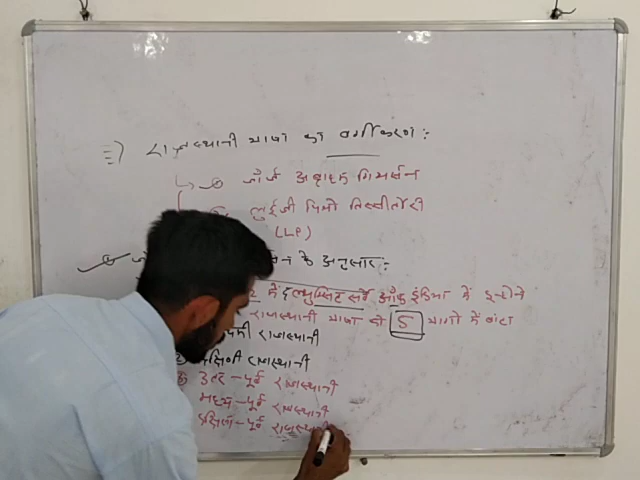 ⇒) राजस्थानी भाषा का वर्गीकरण :
↳ ① जॉर्ज अब्राहम ग्रियर्सन
लुईजी पियो तिस्सीतोरी
(LP)
के अनुसार :
में द लैंग्वेस्टिक सर्वे ऑफ इंडिया में इन्होंने
राजस्थानी भाषा को 5 भागों में बांटा
राजस्थानी
राजस्थानी
उत्तर - पूर्व राजस्थानी
मध्य - पूर्व राजस्थानी
दक्षिण - पूर्व राजस्थानी